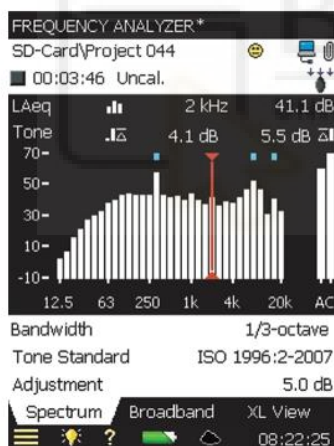 FREQUENCY ANALYZER*
SD-Card\Project 044
00:03:46 Uncal.
LAeq 2 kHz 41.1 dB
Tone 4.1 dB 5.5 dB
70-
50-
30-
10-
-10-
12.5 63 250 1k 4k 20k AC
Bandwidth 1/3-octave
Tone Standard ISO 1996:2-2007
Adjustment 5.0 dB
Spectrum Broadband XL View
? 08:22:25